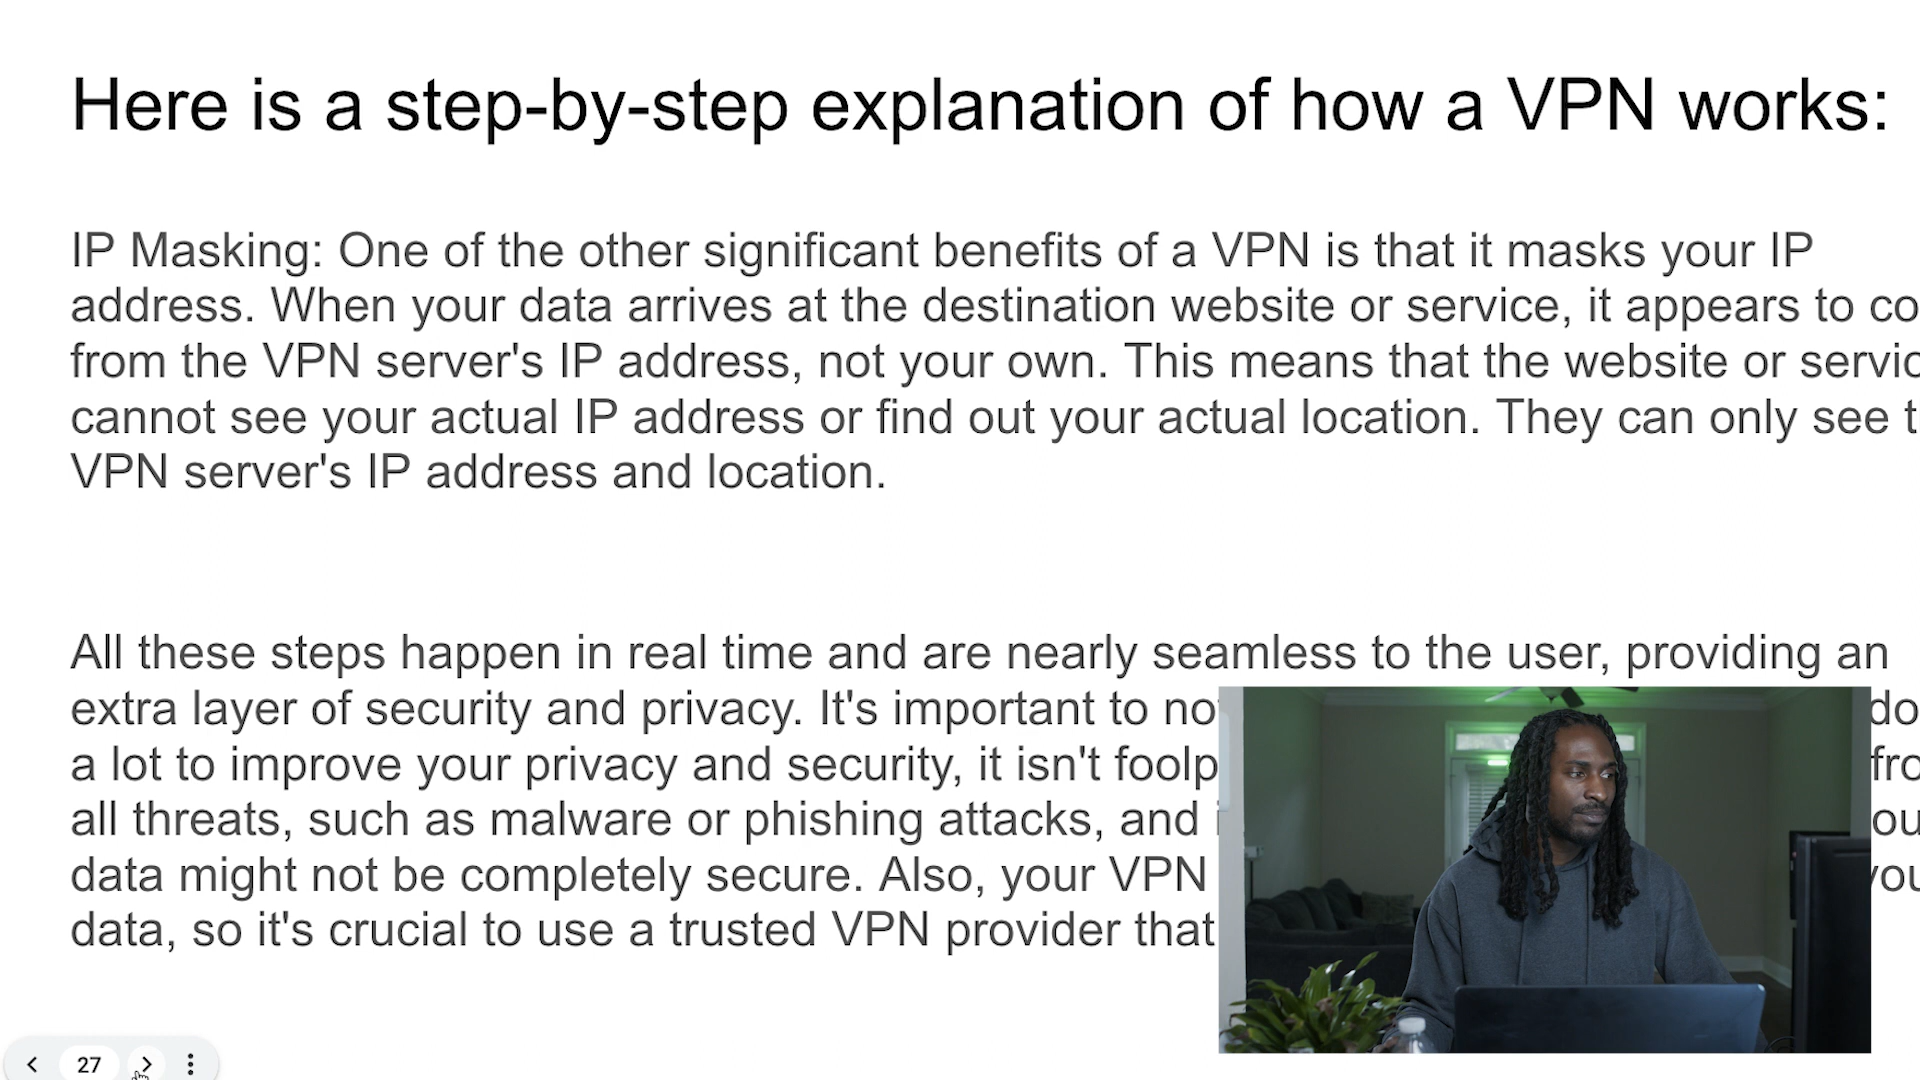 Here is a step-by-step explanation of how a VPN works:
IP Masking: One of the other significant benefits of a VPN is that it masks your IP
address. When your data arrives at the destination website or service, it appears to
from the VPN server's IP address, not your own. This means that the website or
cannot see your actual IP address or find out your actual location. They can only see
VPN server's IP address and location.
All these steps happen in real time and are nearly seamless to the user, providing an
extra layer of security and privacy. It's important to
a lot to improve your privacy and security, it isn't
all threats, such as malware or phishing attacks, and
data might not be completely secure. Also, your VPN
data, so it's crucial to use a trusted VPN provider that
27